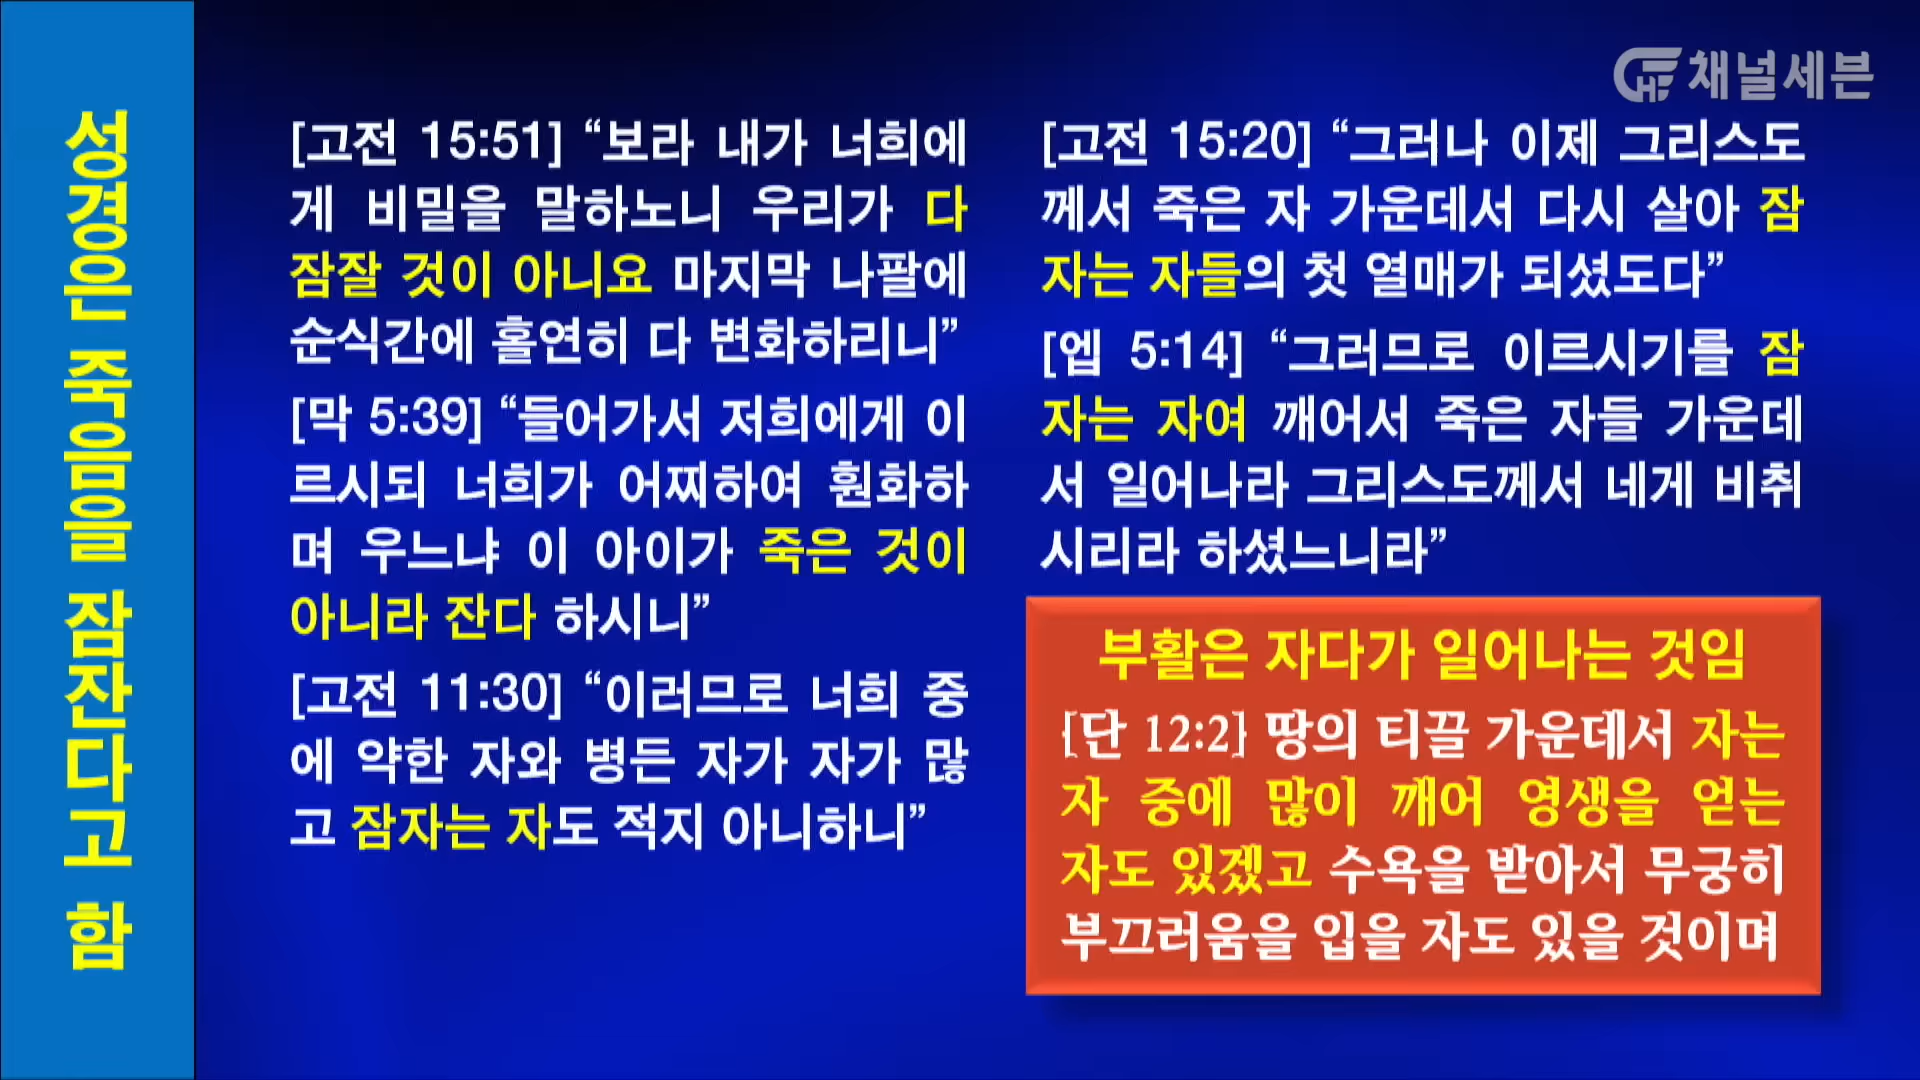 성경은 죽음을 잠잔다고 함
채널세븐
[고전 15:51] “보라 내가 너희에
게 비밀을 말하노니 우리가 다
잠잘 것이 아니요 마지막 나팔에
순식간에 홀연히 다 변화하리니”
[막 5:39] “들어가서 저희에게 이
르시되 너희가 어찌하여 훤화하
며 우느냐 이 아이가 죽은 것이
아니라 잔다 하시니”
[고전 11:30] “이러므로 너희 중
에 약한 자와 병든 자가 자가 많
고 잠자는 자도 적지 아니하니”
[고전 15:20] “그러나 이제 그리스도
께서 죽은 자 가운데서 다시 살아 잠
자는 자들의 첫 열매가 되셨도다”
[엡 5:14] “그러므로 이르시기를 잠
자는 자여 깨어서 죽은 자들 가운데
서 일어나라 그리스도께서 네게 비취
시리라 하셨느니라”
부활은 자다가 일어나는 것임
{단 12:2} 땅의 티끌 가운데서 자는
자 중에 많이 깨어 영생을 얻는
자도 있겠고 수욕을 받아서 무궁히
부끄러움을 입을 자도 있을 것이며